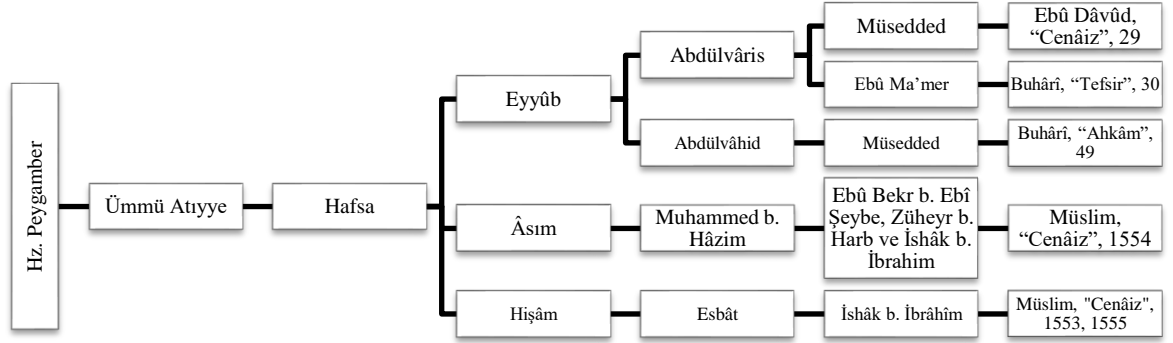 Hz. Peygamber
Ümmü Atıyye
Hafsa
Eyyûb
Abdülvâris
Müsedded
Ebû Dâvûd,
“Cenâiz”, 29
Ebû Ma’mer
Buhârî, “Tefsir”, 30
Abdülvâhid
Müsedded
Buhârî, “Ahkâm”,
49
Âsım
Muhammed b.
Hâzim
Ebû Bekr b. Ebî
Şeybe, Züheyr b.
Harb ve İshâk b.
İbrahim
Müslim,
“Cenâiz”, 1554
Hişâm
Esbât
İshâk b. İbrâhîm
Müslim, "Cenâiz",
1553, 1555